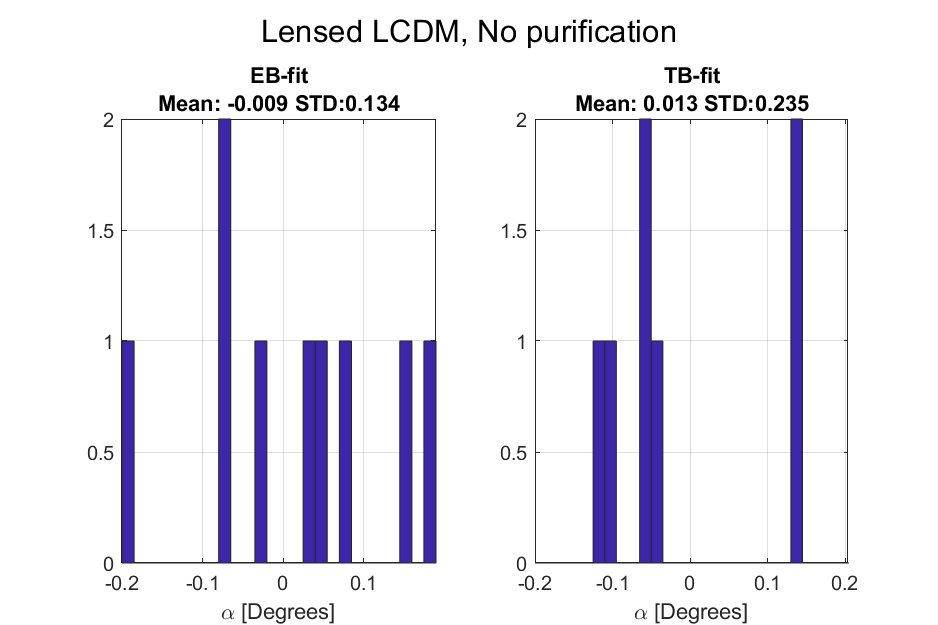 Lensed LCDM, No purification
EB-fit
Mean: -0.009 STD:0.134
2
1.5
1
0.5
0
-0.2
-0.1
0
0.1
α [Degrees]
TB-fit
Mean: 0.013 STD:0.235
2
1.5
1
0.5
0
-0.2
-0.1
0
0.1
0.2
α [Degrees]